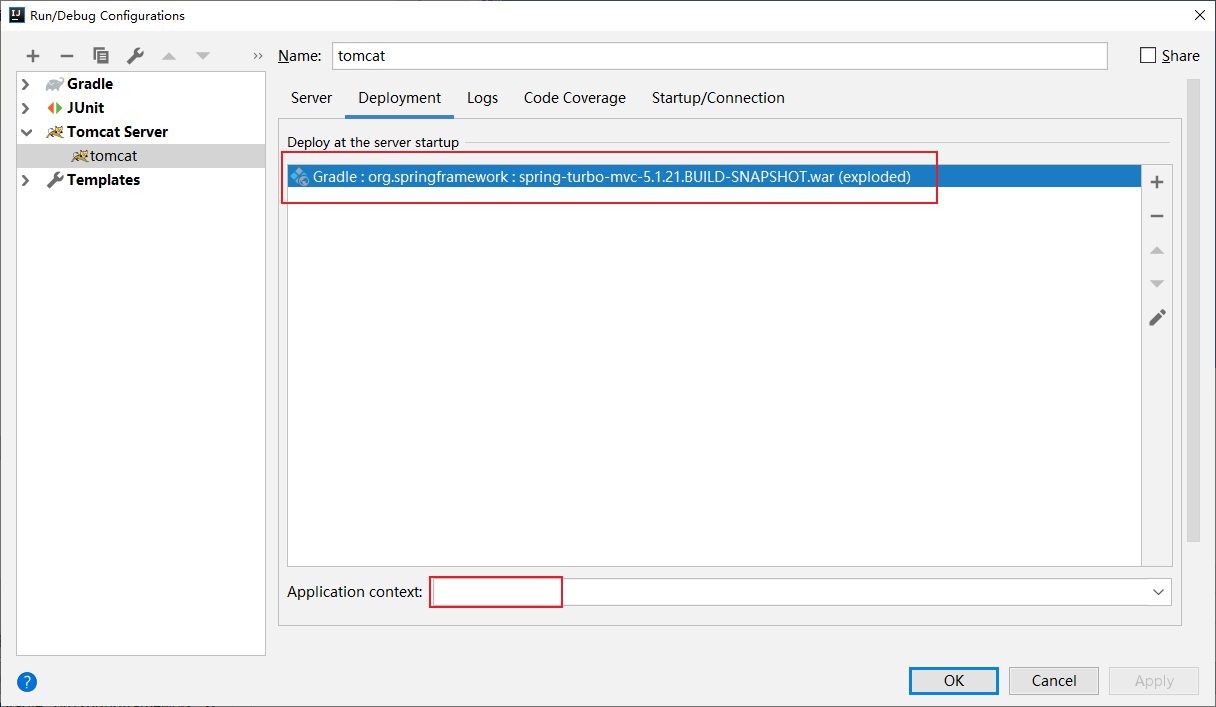 Run/Debug Configurations
Name: tomcat Share
Gradle
JUnit
Tomcat Server
tomcat
Templates
Server Deployment Logs Code Coverage Startup/Connection
Deploy at the server startup
Gradle : org.springframework : spring-turbo-mvc-5.1.21.BUILD-SNAPSHOT.war (exploded)
Application context:
? OK Cancel Apply